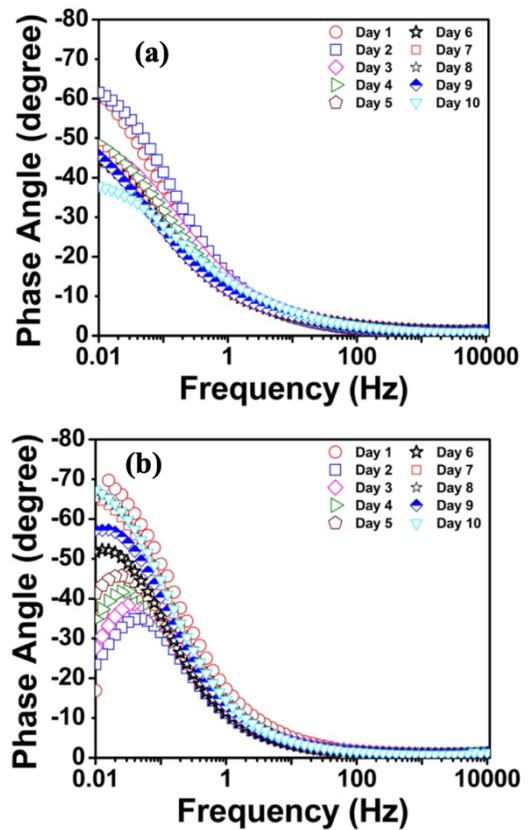 (a)
Phase Angle (degree)
-80
-70
-60
-50
-40
-30
-20
-10
0
Day 1 Day 6
Day 2 Day 7
Day 3 Day 8
Day 4 Day 9
Day 5 Day 10
0.01 1 100 10000
Frequency (Hz)
(b)
Phase Angle (degree)
-80
-70
-60
-50
-40
-30
-20
-10
0
Day 1 Day 6
Day 2 Day 7
Day 3 Day 8
Day 4 Day 9
Day 5 Day 10
0.01 1 100 10000
Frequency (Hz)